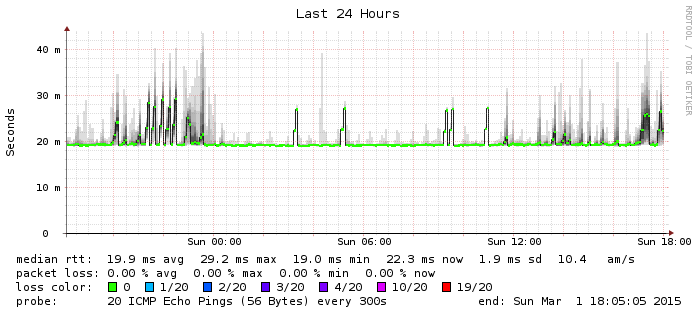 Last 24 Hours
RRDTOOL / TOBI OETIKER
Seconds
40 m
30 m
20 m
10 m
0
Sun 00:00 Sun 06:00 Sun 12:00 Sun 18:00
median rtt: 19.9 ms avg 29.2 ms max 19.0 ms min 22.3 ms now 1.9 ms sd 10.4 am/s
packet loss: 0.00 % avg 0.00 % max 0.00 % min 0.00 % now
loss color: 0 1/20 2/20 3/20 4/20 10/20 19/20
probe: 20 ICMP Echo Pings (56 Bytes) every 300s end: Sun Mar 1 18:05:05 2015